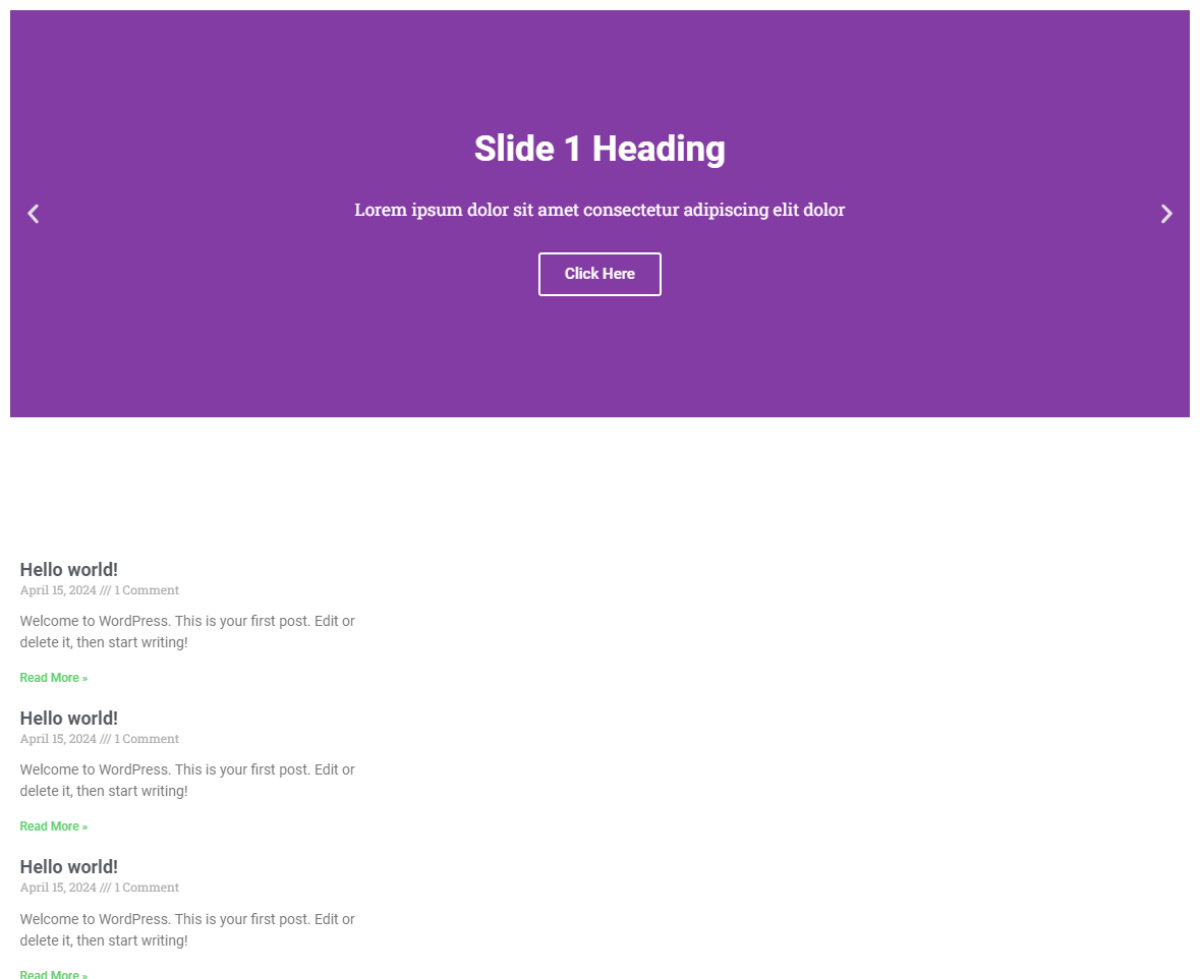 Slide 1 Heading
Lorem ipsum dolor sit amet consectetur adipiscing elit dolor
Click Here
Hello world!
April 15, 2024 /// 1 Comment
Welcome to WordPress. This is your first post. Edit or
delete it, then start writing!
Read More »
Hello world!
April 15, 2024 /// 1 Comment
Welcome to WordPress. This is your first post. Edit or
delete it, then start writing!
Read More »
Hello world!
April 15, 2024 /// 1 Comment
Welcome to WordPress. This is your first post. Edit or
delete it, then start writing!
Read More »